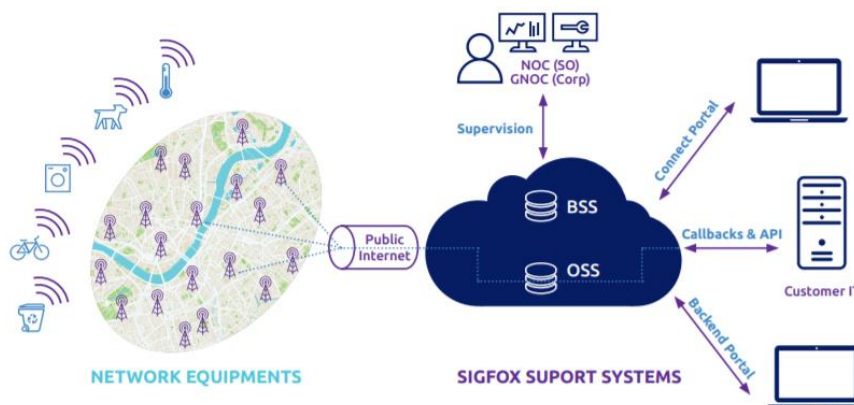 NOC (SO)
GNOC (Corp)
Supervision
Connect Portal
BSS
Public
Internet
Callbacks & API
OSS
Customer IT
Backend Portal
NETWORK EQUIPMENTS
SIGFOX SUPORT SYSTEMS